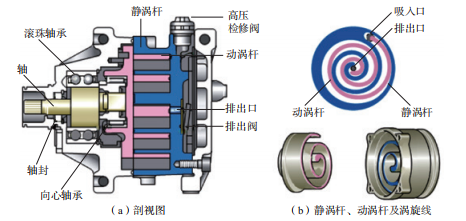 静涡杆
高压
检修阀
滚珠轴承
动涡杆
轴
排出口
排出阀
轴封
向心轴承
(a)剖视图
吸入口
排出口
动涡杆
静涡杆
(b)静涡杆、动涡杆及涡旋线